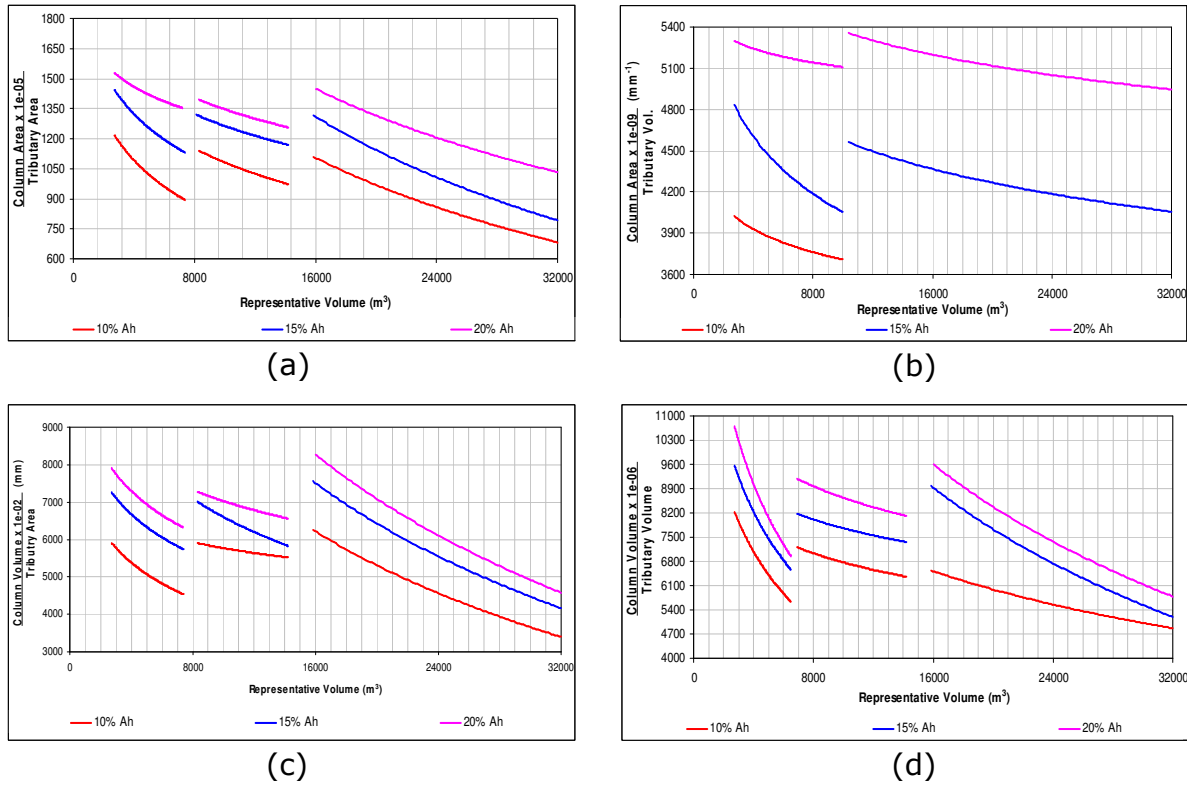 Column Area x 1e-05
Tributary Area
1800
1650
1500
1350
1200
1050
900
750
600
0
8000
16000
24000
32000
Representative Volume (m³)
10% Ah
15% Ah
20% Ah
(a)
Column Area x 1e-09 (mm⁻¹)
Tributary Vol.
5400
5100
4800
4500
4200
3900
3600
0
8000
16000
24000
32000
Representative Volume (m³)
10% Ah
15% Ah
20% Ah
(b)
Column Volume x 1e-02 (mm)
Tributry Area
9000
8000
7000
6000
5000
4000
3000
0
8000
16000
24000
32000
Representative Volume (m³)
10% Ah
15% Ah
20% Ah
(c)
Column Volume x 1e-06
Tributary Volume
11000
10300
9600
8900
8200
7500
6800
6100
5400
4700
4000
0
8000
16000
24000
32000
Representative Volume (m³)
10% Ah
15% Ah
20% Ah
(d)